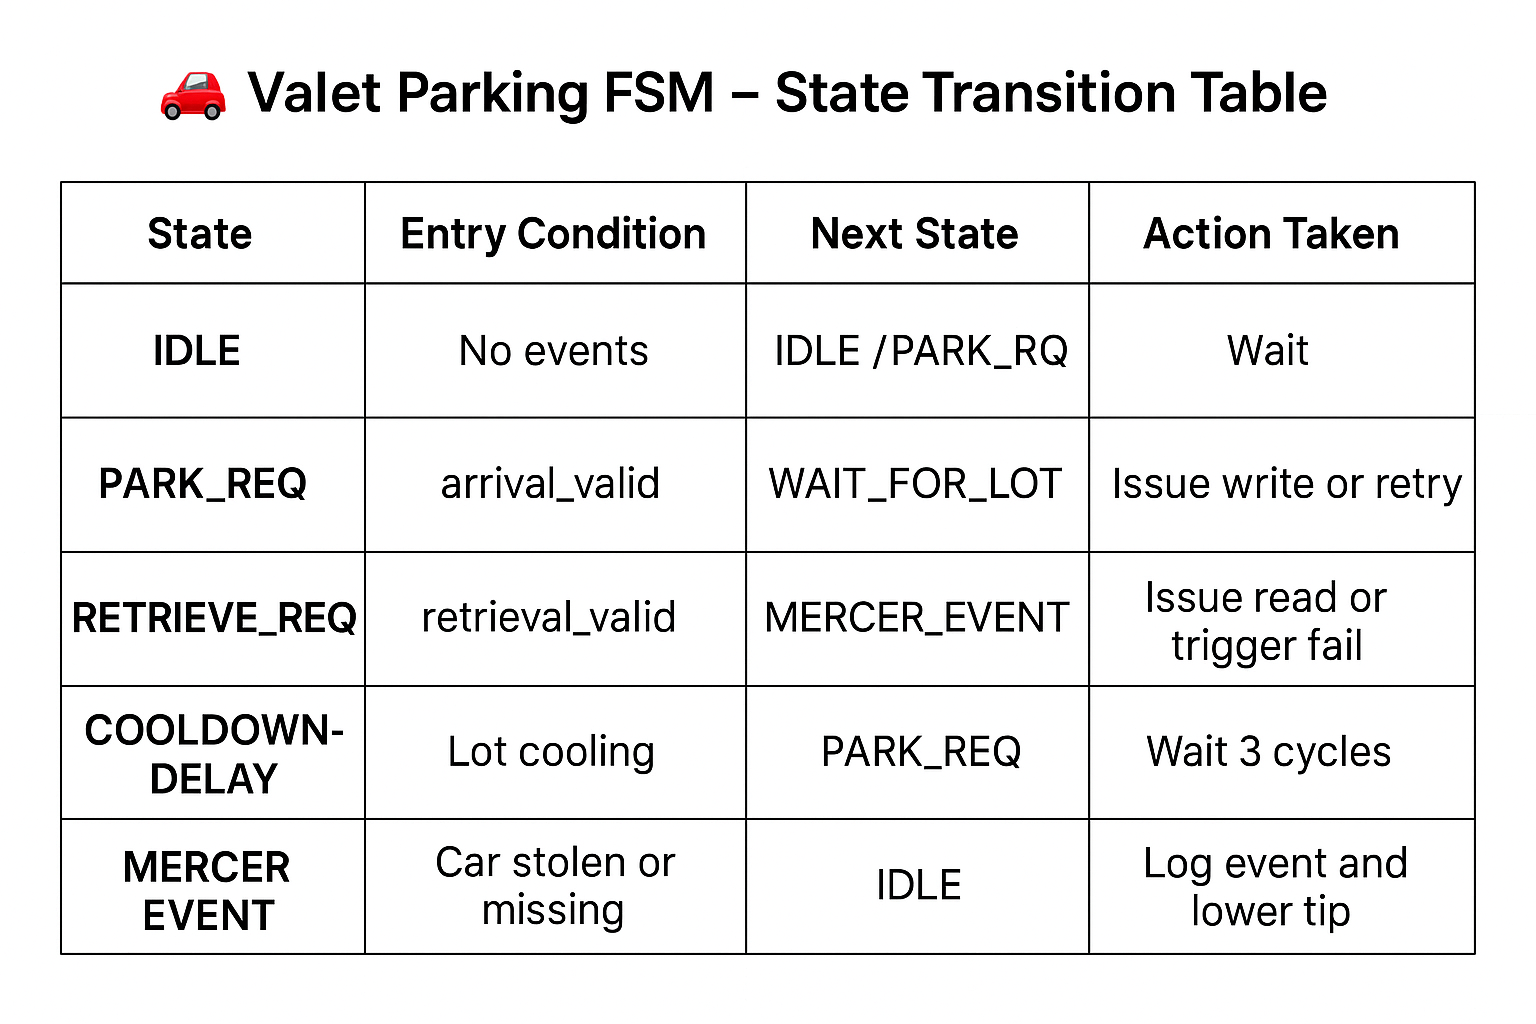 Valet Parking FSM – State Transition Table
State Entry Condition Next State Action Taken
IDLE No events IDLE /PARK_RQ Wait
PARK_REQ arrival_valid WAIT_FOR_LOT Issue write or retry
RETRIEVE_REQ retrieval_valid MERCER_EVENT Issue read or
trigger fail
COOLDOWN-
DELAY Lot cooling PARK_REQ Wait 3 cycles
MERCER
EVENT Car stolen or
missing IDLE Log event and
lower tip